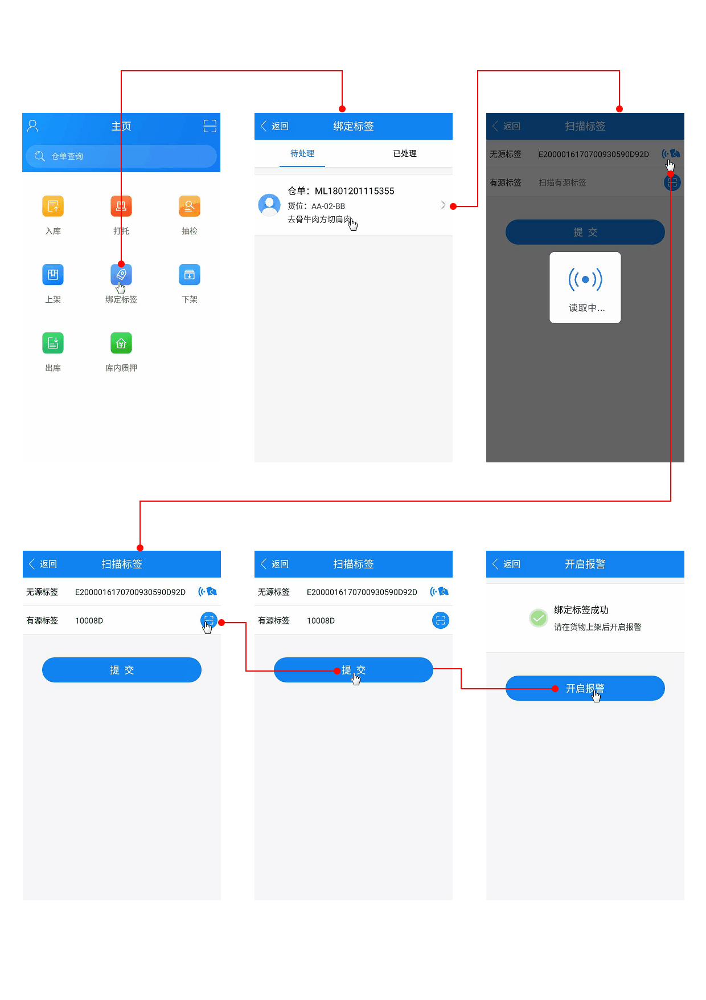 主页
仓单查询
入库
打托
抽检
上架
绑定标签
下架
出库
库内质押
返回
绑定标签
待处理
已处理
仓单：ML1801201115355
货位：AA-02-BB
去骨牛肉方切肩肉
返回
扫描标签
无源标签 E2000016170700930590D92D
有源标签 扫描有源标签
提 交
读取中...
返回
扫描标签
无源标签 E2000016170700930590D92D
有源标签 10008D
提 交
返回
扫描标签
无源标签 E2000016170700930590D92D
有源标签 10008D
提 交
返回
开启报警
绑定标签成功
请在货物上架后开启报警
开启报警